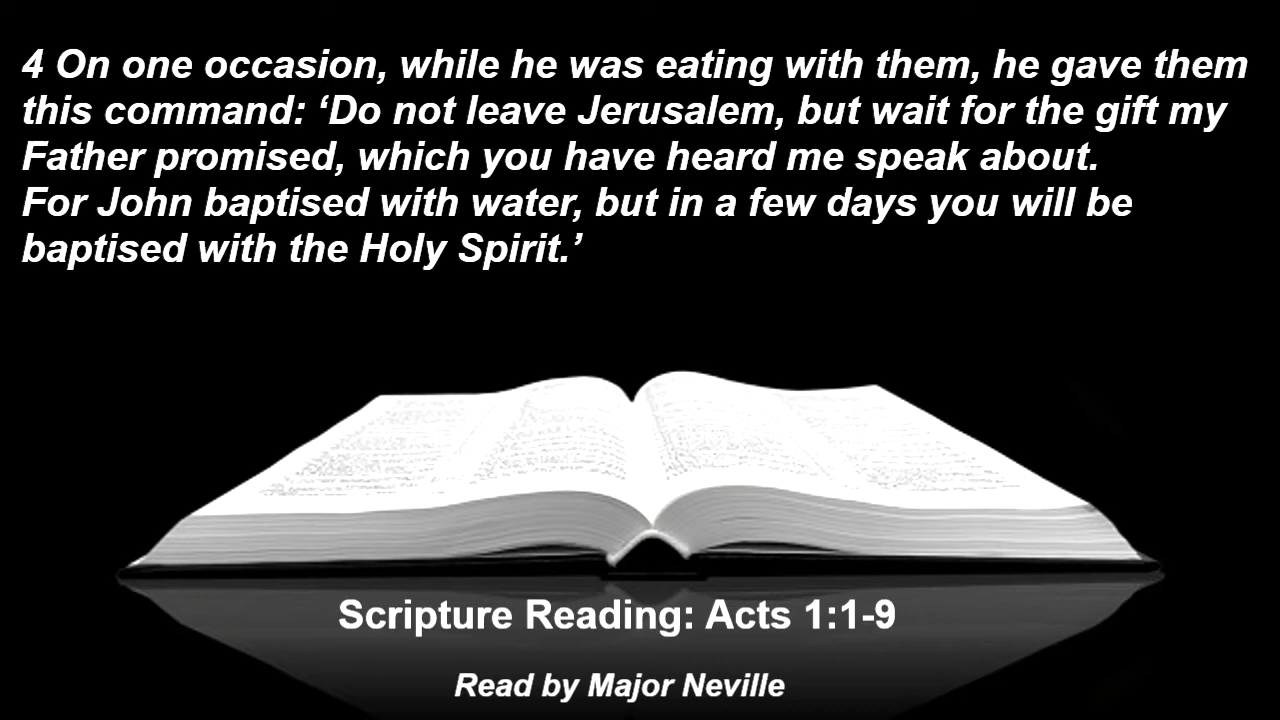 4 On one occasion, while he was eating with them, he gave them
this command: ‘Do not leave Jerusalem, but wait for the gift my
Father promised, which you have heard me speak about.
For John baptised with water, but in a few days you will be
baptised with the Holy Spirit.’
Scripture Reading: Acts 1:1-9
Read by Major Neville